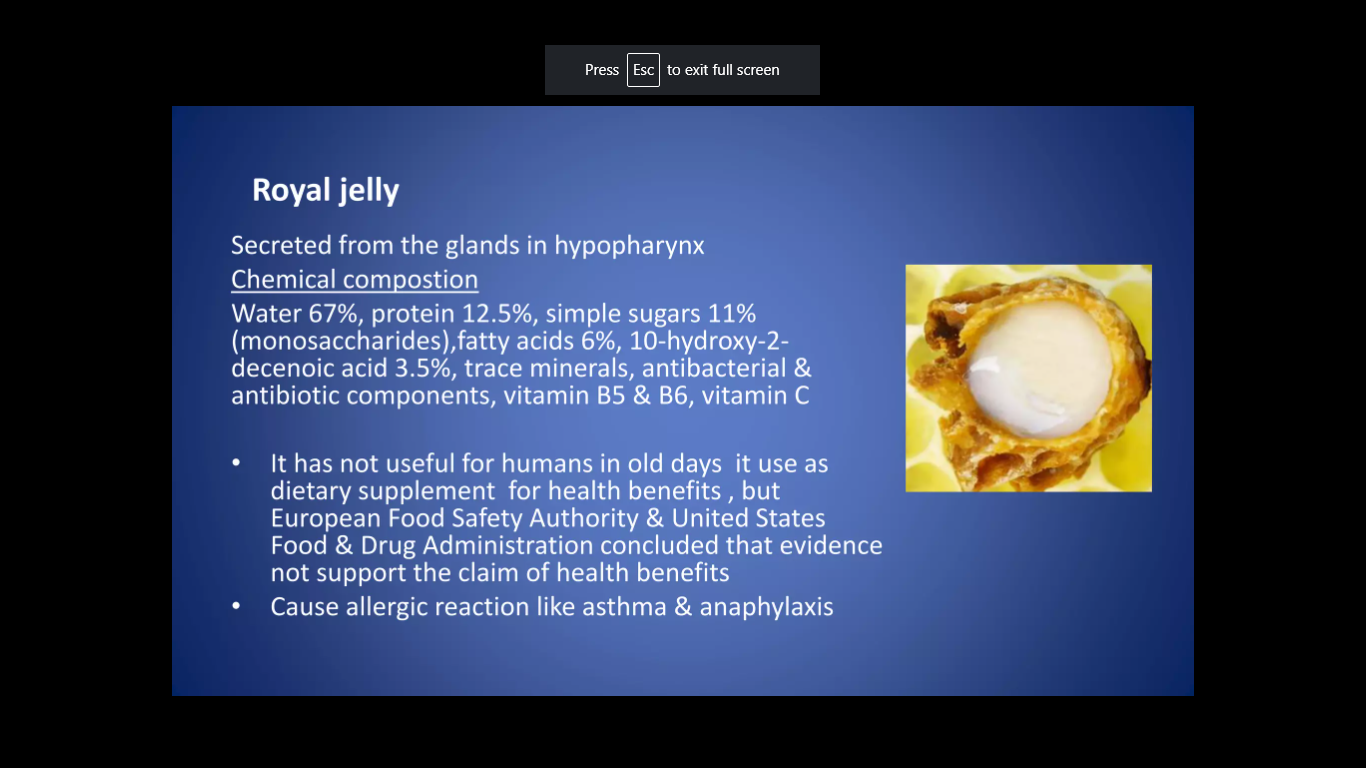 Press Esc to exit full screen
Royal jelly
Secreted from the glands in hypopharynx
Chemical compostion
Water 67%, protein 12.5%, simple sugars 11%
(monosaccharides),fatty acids 6%, 10-hydroxy-2-
decenoic acid 3.5%, trace minerals, antibacterial &
antibiotic components, vitamin B5 & B6, vitamin C
• It has not useful for humans in old days  it use as
dietary supplement  for health benefits , but
European Food Safety Authority & United States
Food & Drug Administration concluded that evidence
not support the claim of health benefits
• Cause allergic reaction like asthma & anaphylaxis